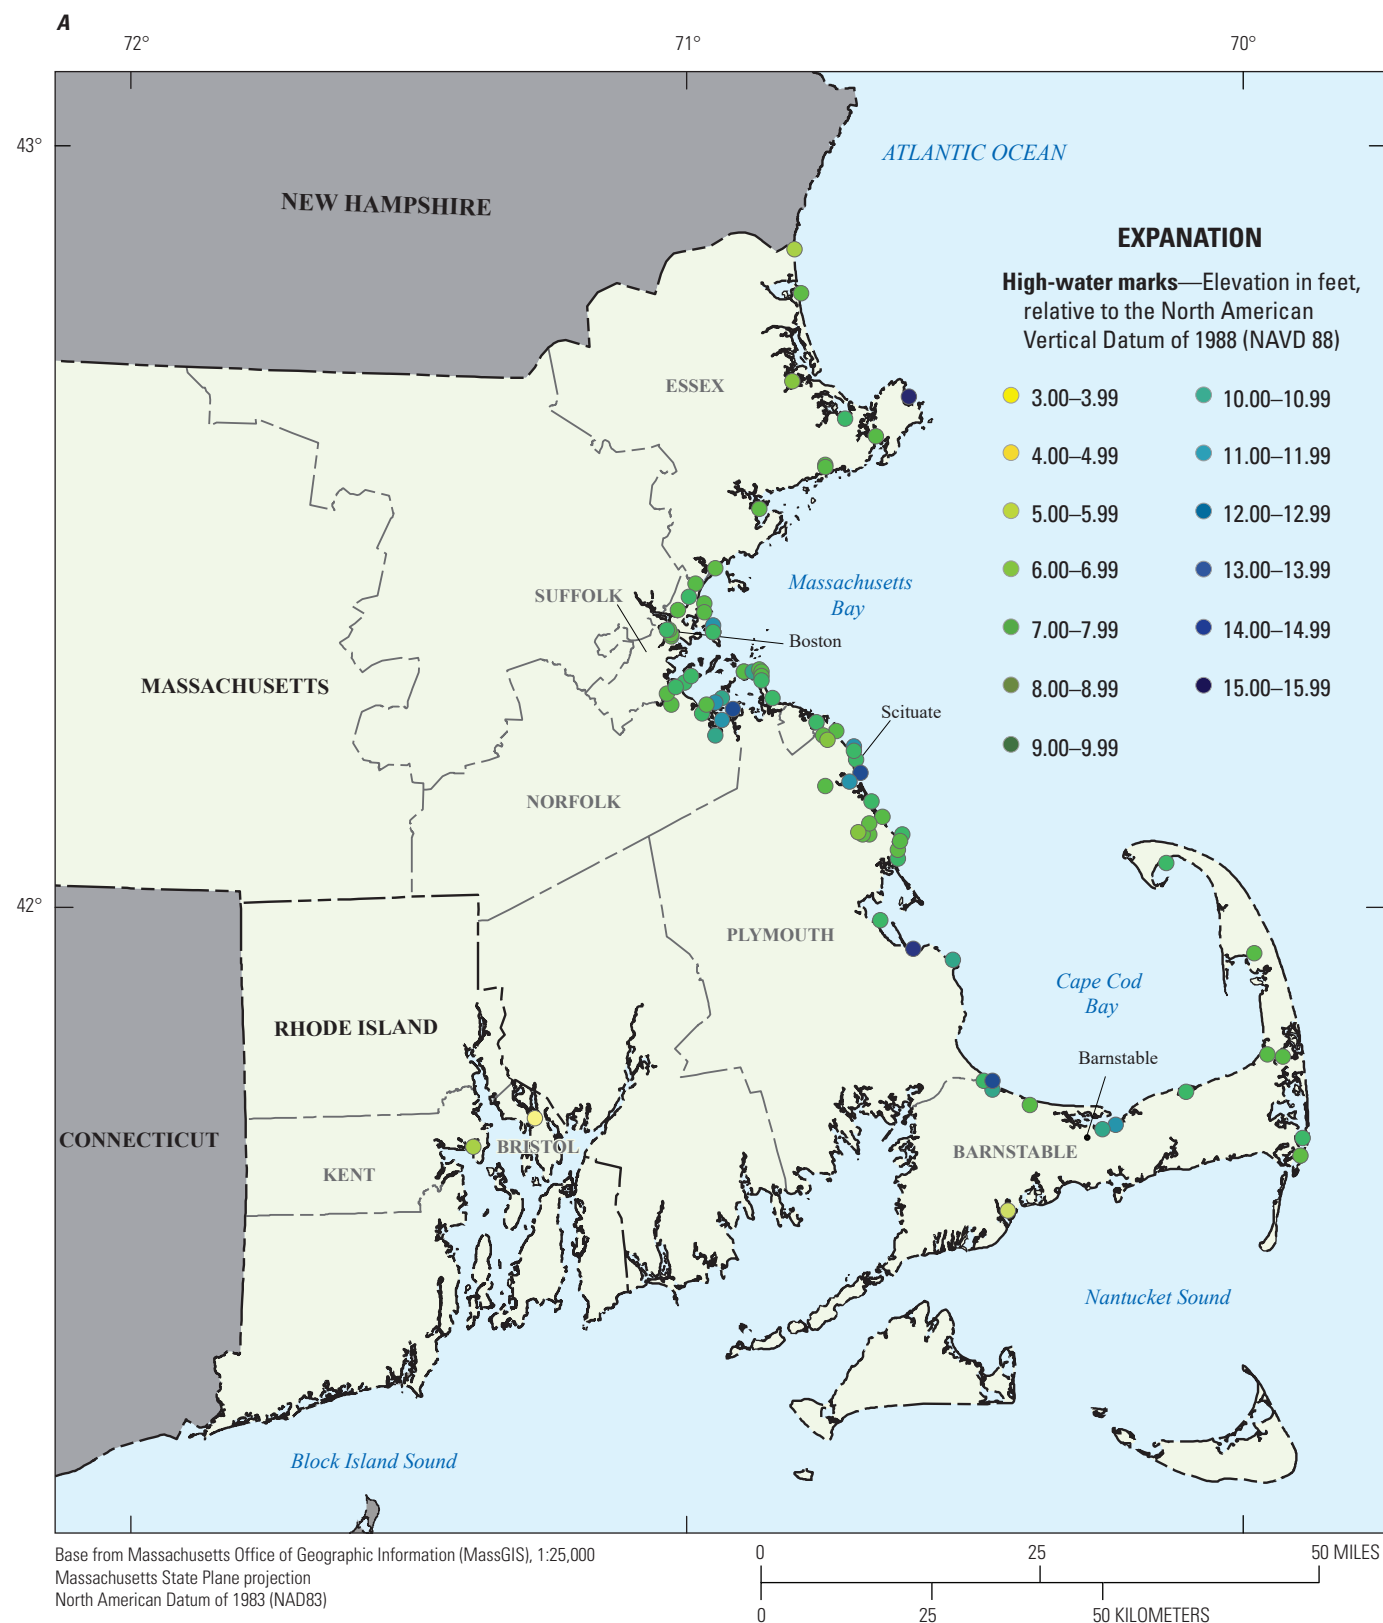 A
72°
71°
70°
43°
ATLANTIC OCEAN
NEW HAMPSHIRE
EXPANATION
High-water marks—Elevation in feet,
relative to the North American
Vertical Datum of 1988 (NAVD 88)
3.00–3.99
4.00–4.99
5.00–5.99
6.00–6.99
7.00–7.99
8.00–8.99
9.00–9.99
10.00–10.99
11.00–11.99
12.00–12.99
13.00–13.99
14.00–14.99
15.00–15.99
ESSEX
Massachusetts
Bay
SUFFOLK
Boston
MASSACHUSETTS
Scituate
NORFOLK
42°
PLYMOUTH
Cape Cod
Bay
RHODE ISLAND
Barnstable
CONNECTICUT
BRISTOL
BARNSTABLE
KENT
Nantucket Sound
Block Island Sound
Base from Massachusetts Office of Geographic Information (MassGIS), 1:25,000
Massachusetts State Plane projection
North American Datum of 1983 (NAD83)
0 25 50 MILES
0 25 50 KILOMETERS